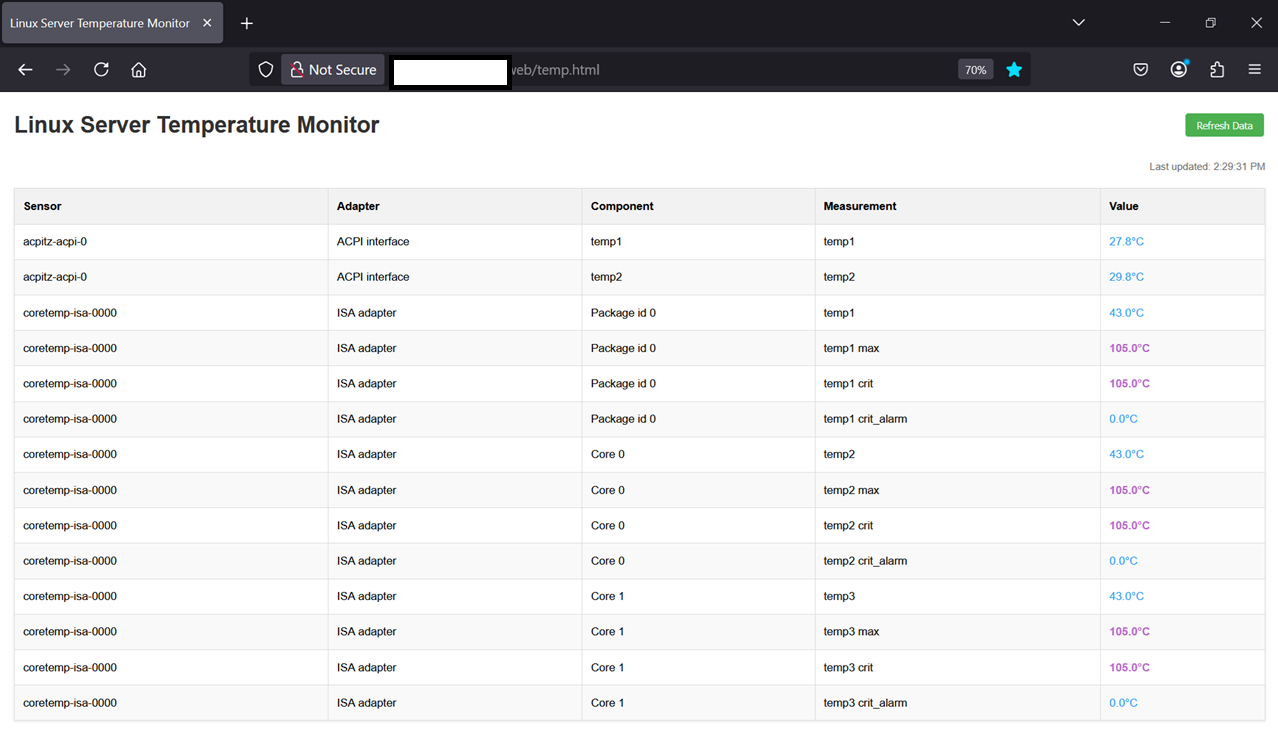 Linux Server Temperature Monitor
Not Secure
web/temp.html
70%
Linux Server Temperature Monitor
Refresh Data
Last updated: 2:29:31 PM
Sensor Adapter Component Measurement Value
acpitz-acpi-0 ACPI interface temp1 temp1 27.8°C
acpitz-acpi-0 ACPI interface temp2 temp2 29.8°C
coretemp-isa-0000 ISA adapter Package id 0 temp1 43.0°C
coretemp-isa-0000 ISA adapter Package id 0 temp1 max 105.0°C
coretemp-isa-0000 ISA adapter Package id 0 temp1 crit 105.0°C
coretemp-isa-0000 ISA adapter Package id 0 temp1 crit_alarm 0.0°C
coretemp-isa-0000 ISA adapter Core 0 temp2 43.0°C
coretemp-isa-0000 ISA adapter Core 0 temp2 max 105.0°C
coretemp-isa-0000 ISA adapter Core 0 temp2 crit 105.0°C
coretemp-isa-0000 ISA adapter Core 0 temp2 crit_alarm 0.0°C
coretemp-isa-0000 ISA adapter Core 1 temp3 43.0°C
coretemp-isa-0000 ISA adapter Core 1 temp3 max 105.0°C
coretemp-isa-0000 ISA adapter Core 1 temp3 crit 105.0°C
coretemp-isa-0000 ISA adapter Core 1 temp3 crit_alarm 0.0°C